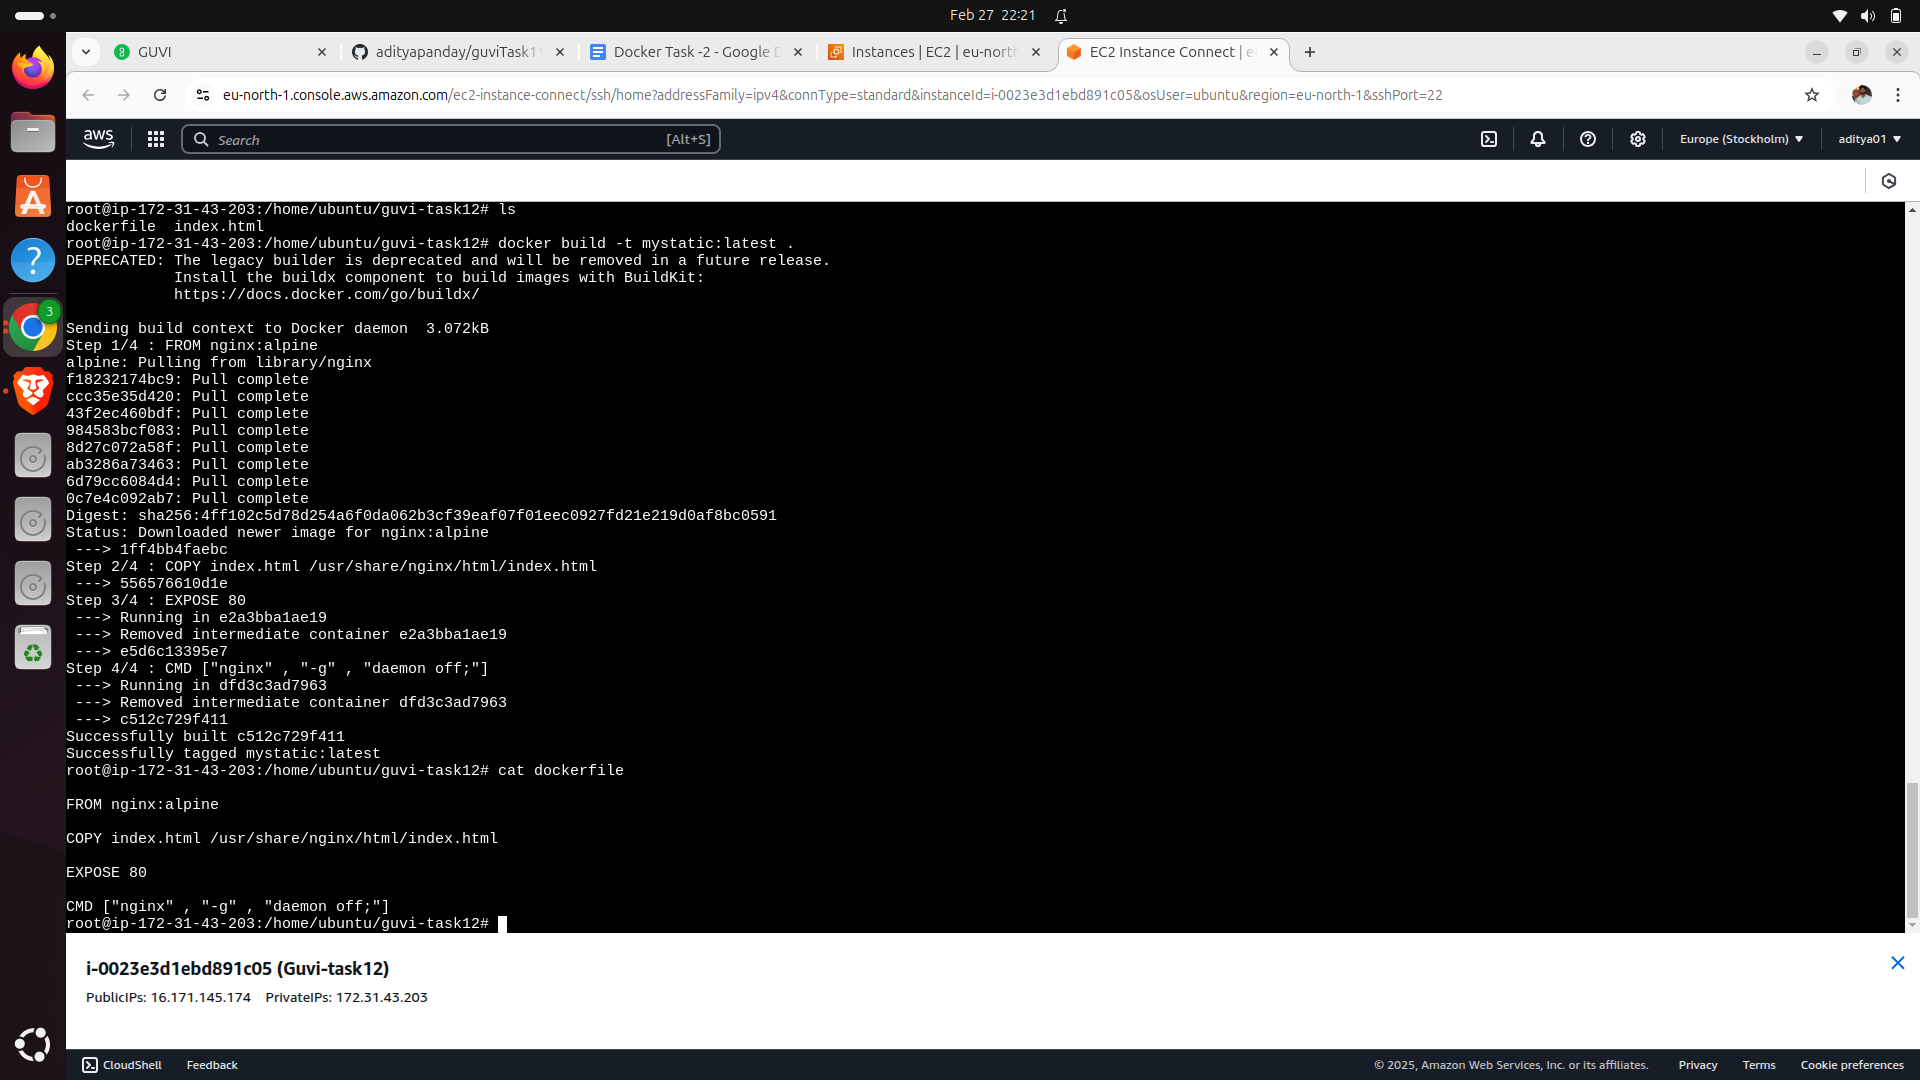 Feb 27 22:21
GUVI
adityapanday/guviTask1
Docker Task -2 - Google D
Instances | EC2 | eu-north
EC2 Instance Connect | e
eu-north-1.console.aws.amazon.com/ec2-instance-connect/ssh/home?addressFamily=ipv4&connType=standard&instanceId=i-0023e3d1ebd891c05&osUser=ubuntu&region=eu-north-1&sshPort=22
aws
Search [Alt+S]
Europe (Stockholm)
aditya01
3
root@ip-172-31-43-203:/home/ubuntu/guvi-task12# ls
dockerfile  index.html
root@ip-172-31-43-203:/home/ubuntu/guvi-task12# docker build -t mystatic:latest .
DEPRECATED: The legacy builder is deprecated and will be removed in a future release.
            Install the buildx component to build images with BuildKit:
            https://docs.docker.com/go/buildx/
Sending build context to Docker daemon  3.072kB
Step 1/4 : FROM nginx:alpine
alpine: Pulling from library/nginx
f18232174bc9: Pull complete
ccc35e35d420: Pull complete
43f2ec460bdf: Pull complete
984583bcf083: Pull complete
8d27c072a58f: Pull complete
ab3286a73463: Pull complete
6d79cc6084d4: Pull complete
0c7e4c092ab7: Pull complete
Digest: sha256:4ff102c5d78d254a6f0da062b3cf39eaf07f01eec0927fd21e219d0af8bc0591
Status: Downloaded newer image for nginx:alpine
 ---> 1ff4bb4faebc
Step 2/4 : COPY index.html /usr/share/nginx/html/index.html
 ---> 556576610d1e
Step 3/4 : EXPOSE 80
 ---> Running in e2a3bba1ae19
 ---> Removed intermediate container e2a3bba1ae19
 ---> e5d6c13395e7
Step 4/4 : CMD ["nginx" , "-g" , "daemon off;"]
 ---> Running in dfd3c3ad7963
 ---> Removed intermediate container dfd3c3ad7963
 ---> c512c729f411
Successfully built c512c729f411
Successfully tagged mystatic:latest
root@ip-172-31-43-203:/home/ubuntu/guvi-task12# cat dockerfile
FROM nginx:alpine
COPY index.html /usr/share/nginx/html/index.html
EXPOSE 80
CMD ["nginx" , "-g" , "daemon off;"]
root@ip-172-31-43-203:/home/ubuntu/guvi-task12#
i-0023e3d1ebd891c05 (Guvi-task12)
PublicIPs: 16.171.145.174 PrivateIPs: 172.31.43.203
CloudShell Feedback © 2025, Amazon Web Services, Inc. or its affiliates. Privacy Terms Cookie preferences